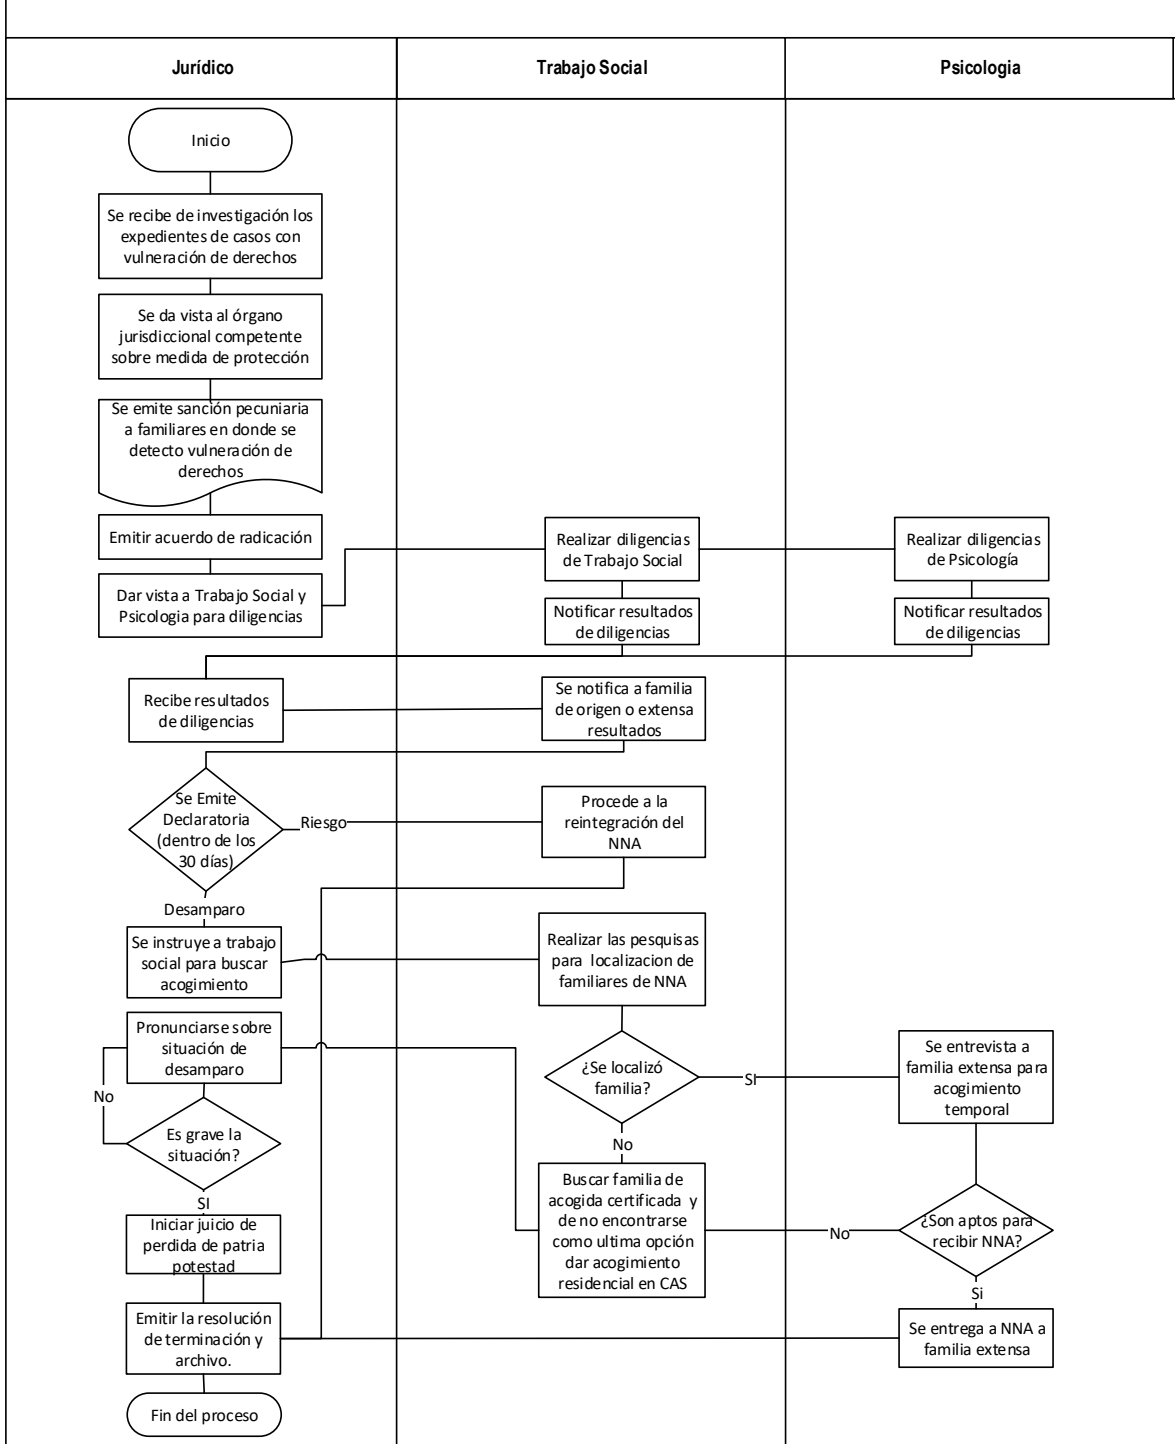 Jurídico
Trabajo Social
Psicologia
Inicio
Se recibe de investigación los
expedientes de casos con
vulneración de derechos
Se da vista al órgano
jurisdiccional competente
sobre medida de protección
Se emite sanción pecuniaria
a familiares en donde se
detecto vulneración de
derechos
Emitir acuerdo de radicación
Dar vista a Trabajo Social y
Psicologia para diligencias
Realizar diligencias
de Trabajo Social
Realizar diligencias
de Psicología
Notificar resultados
de diligencias
Notificar resultados
de diligencias
Recibe resultados
de diligencias
Se notifica a familia
de origen o extensa
resultados
Se Emite
Declaratoria
(dentro de los
30 días)
Riesgo
Procede a la
reintegración del
NNA
Desamparo
Se instruye a trabajo
social para buscar
acogimiento
Realizar las pesquisas
para localizacion de
familiares de NNA
Pronunciarse sobre
situación de
desamparo
¿Se localizó
familia?
SI
Se entrevista a
familia extensa para
acogimiento
temporal
No
Es grave la
situación?
No
SI
Buscar familia de
acogida certificada y
de no encontrarse
como ultima opción
dar acogimiento
residencial en CAS
No
¿Son aptos para
recibir NNA?
Iniciar juicio de
perdida de patria
potestad
Si
Emitir la resolución
de terminación y
archivo.
Se entrega a NNA a
familia extensa
Fin del proceso